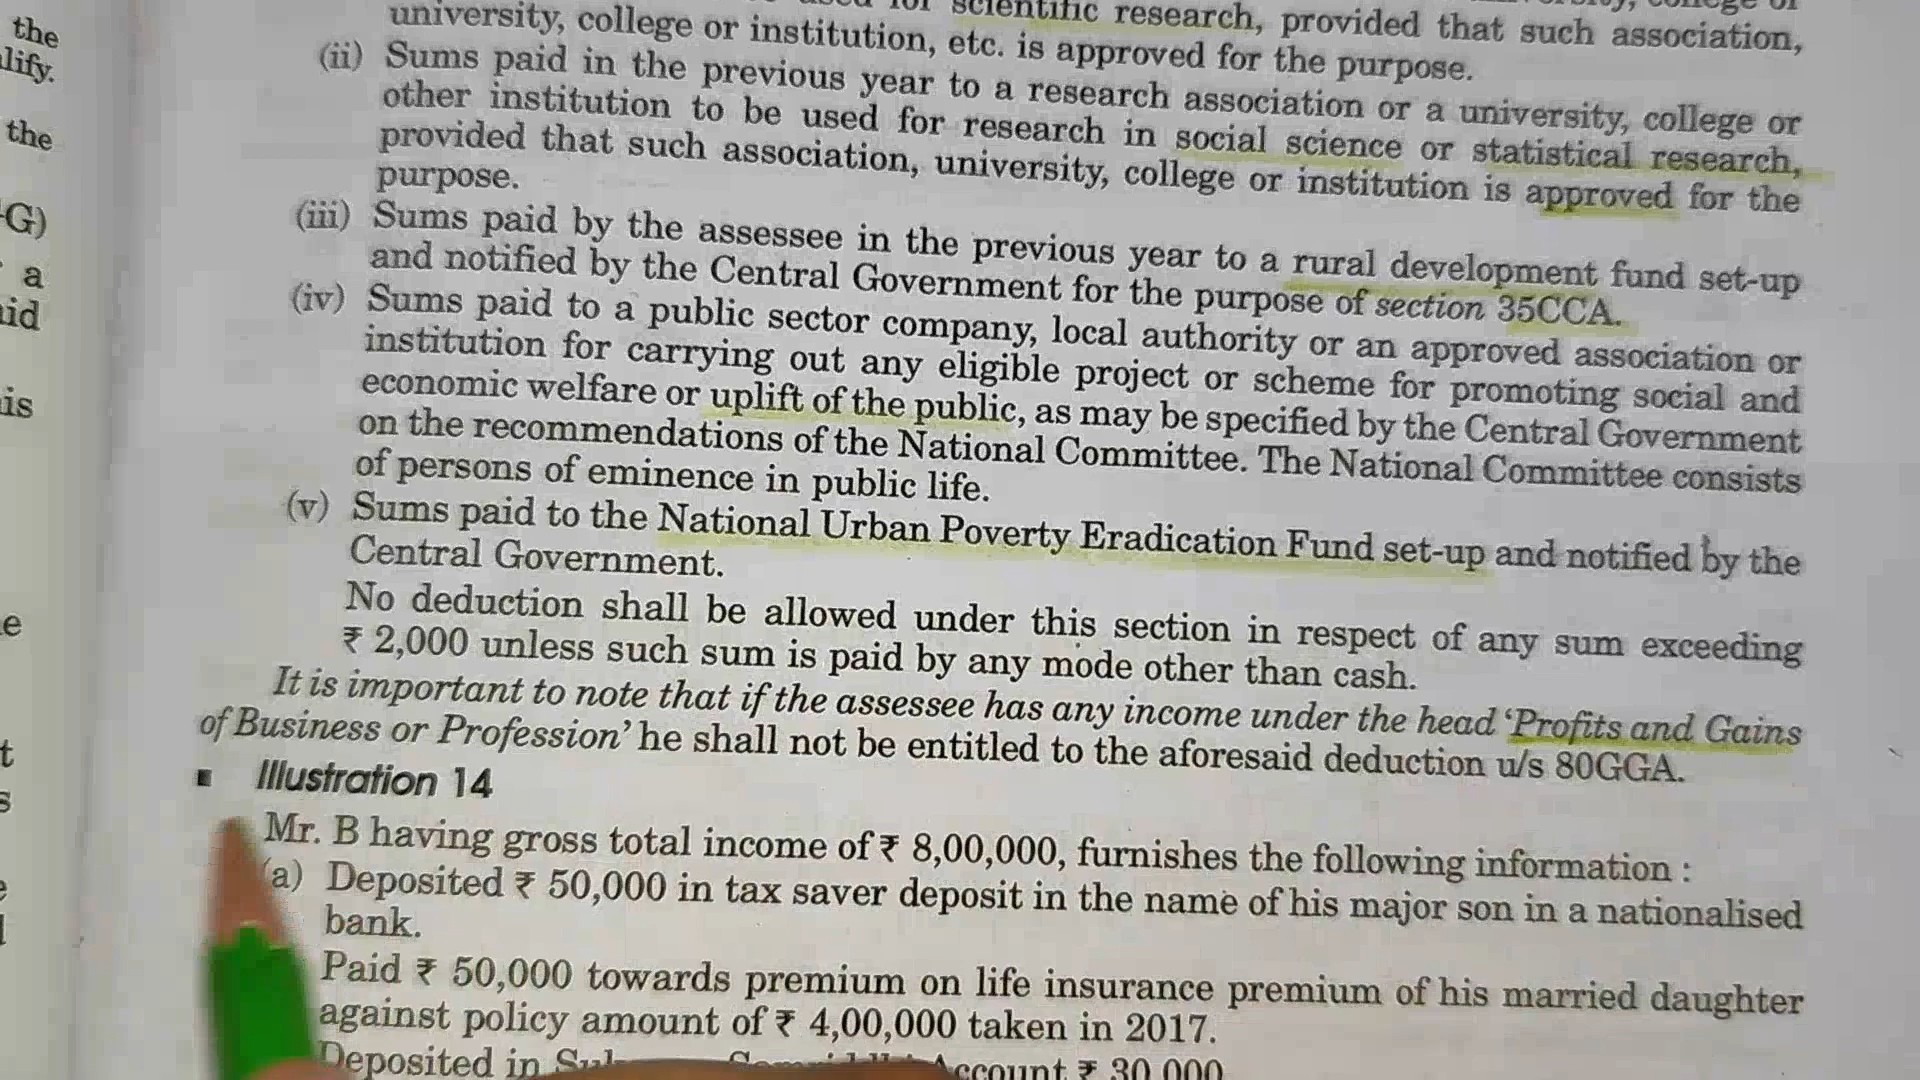 the
lify.
the
-G)
a
aid
is
e
t
s
e
scientific research, provided that such association,
university, college or institution, etc. is approved for the purpose.
(ii) Sums paid in the previous year to a research association or a university, college or
other institution to be used for research in social science or statistical research,
provided that such association, university, college or institution is approved for the
purpose.
(iii) Sums paid by the assessee in the previous year to a rural development fund set-up
and notified by the Central Government for the purpose of section 35CCA.
(iv) Sums paid to a public sector company, local authority or an approved association or
institution for carrying out any eligible project or scheme for promoting social and
economic welfare or uplift of the public, as may be specified by the Central Government
on the recommendations of the National Committee. The National Committee consists
of persons of eminence in public life.
(v) Sums paid to the National Urban Poverty Eradication Fund set-up and notified by the
Central Government.
No deduction shall be allowed under this section in respect of any sum exceeding
₹ 2,000 unless such sum is paid by any mode other than cash.
It is important to note that if the assessee has any income under the head 'Profits and Gains
of Business or Profession' he shall not be entitled to the aforesaid deduction u/s 80GGA.
■ Illustration 14
Mr. B having gross total income of ₹ 8,00,000, furnishes the following information :
(a) Deposited ₹ 50,000 in tax saver deposit in the name of his major son in a nationalised
bank.
Paid ₹ 50,000 towards premium on life insurance premium of his married daughter
against policy amount of ₹ 4,00,000 taken in 2017.
Deposited in Account ₹ 30,000